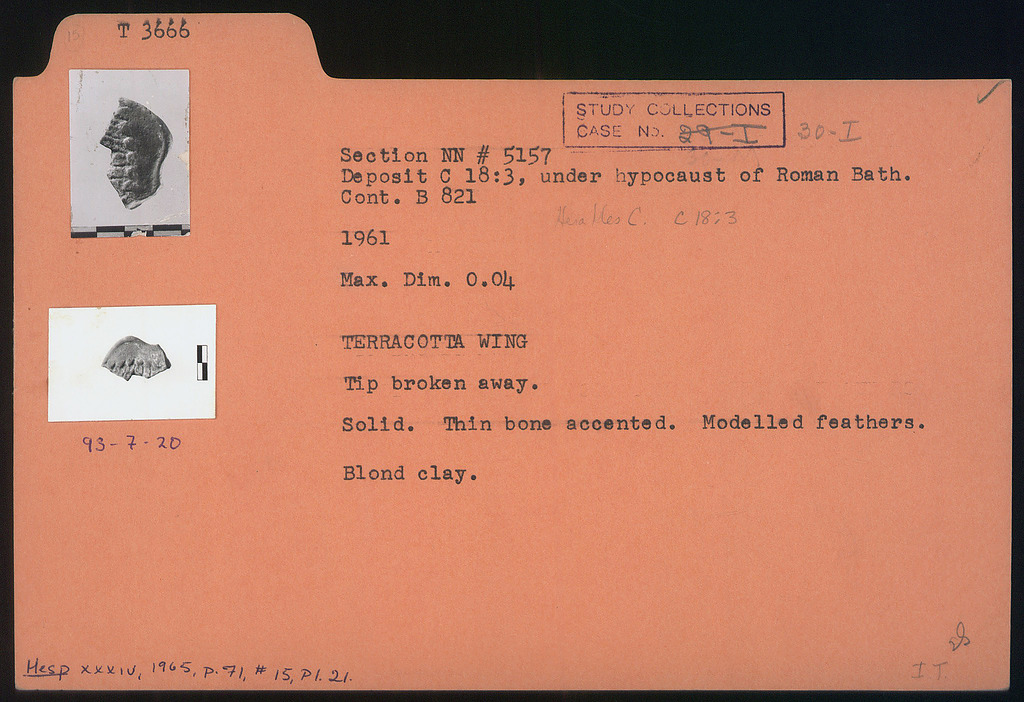 T 3666
STUDY COLLECTIONS
CASE NO. 29-I 30-I
Section NN # 5157
Deposit C 18:3, under hypocaust of Roman Bath.
Cont. B 821
C. C 18:3
1961
Max. Dim. 0.04
TERRACOTTA WING
Tip broken away.
Solid. Thin bone accented. Modelled feathers.
Blond clay.
93-7-20
Hesp XXXIV, 1965, p. 71, # 15, Pl. 21.
I T.